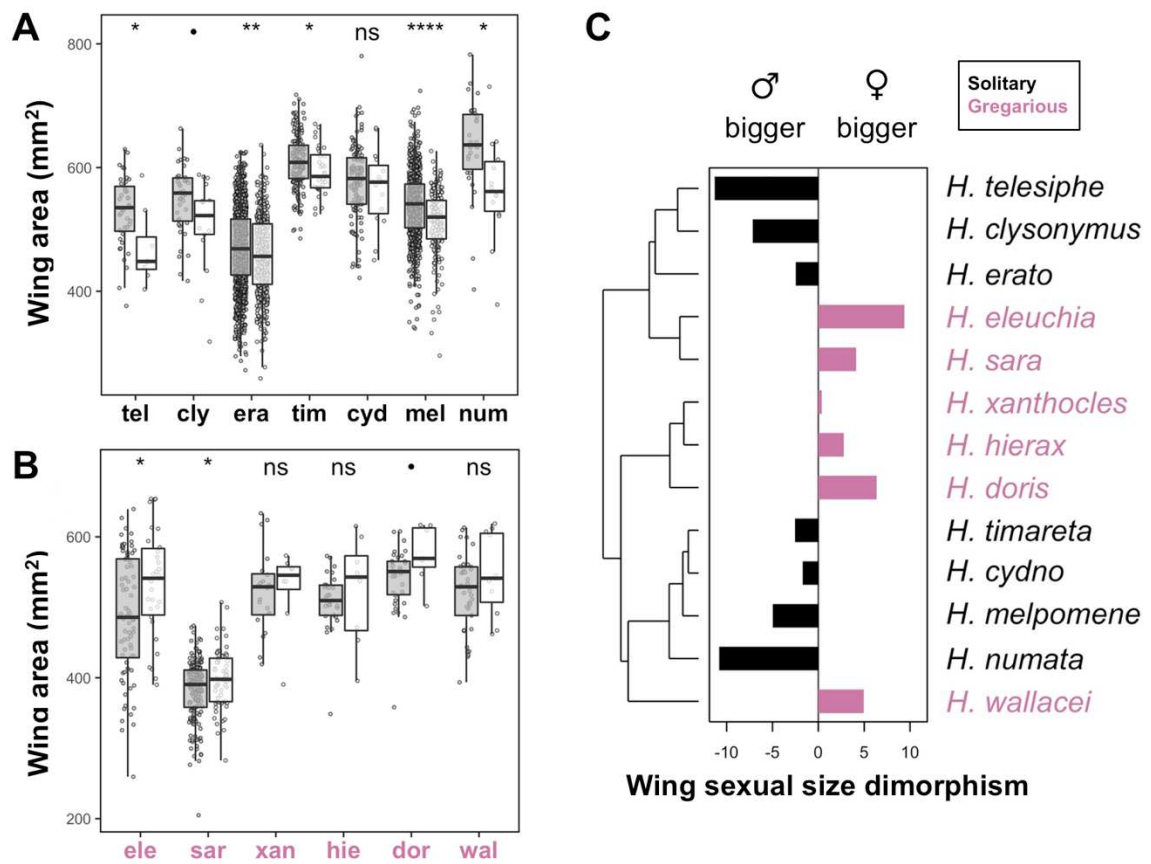 A
* • ** * ns **** *
Wing area (mm²)
800
600
400
tel cly era tim cyd mel num
B
* * ns ns • ns
Wing area (mm²)
600
400
200
ele sar xan hie dor wal
C
♂ ♀
bigger bigger
Solitary
Gregarious
H. telesiphe
H. clysonymus
H. erato
H. eleuchia
H. sara
H. xanthocles
H. hierax
H. doris
H. timareta
H. cydno
H. melpomene
H. numata
H. wallacei
-10 -5 0 5 10
Wing sexual size dimorphism